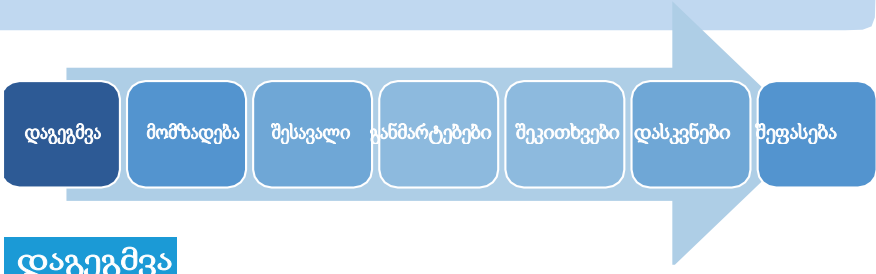 დაგეგმვა
მომზადება
შესავალი
განმარტებები
შეკითხვები
დასკვნები
შეფასება
დაგეგმვა